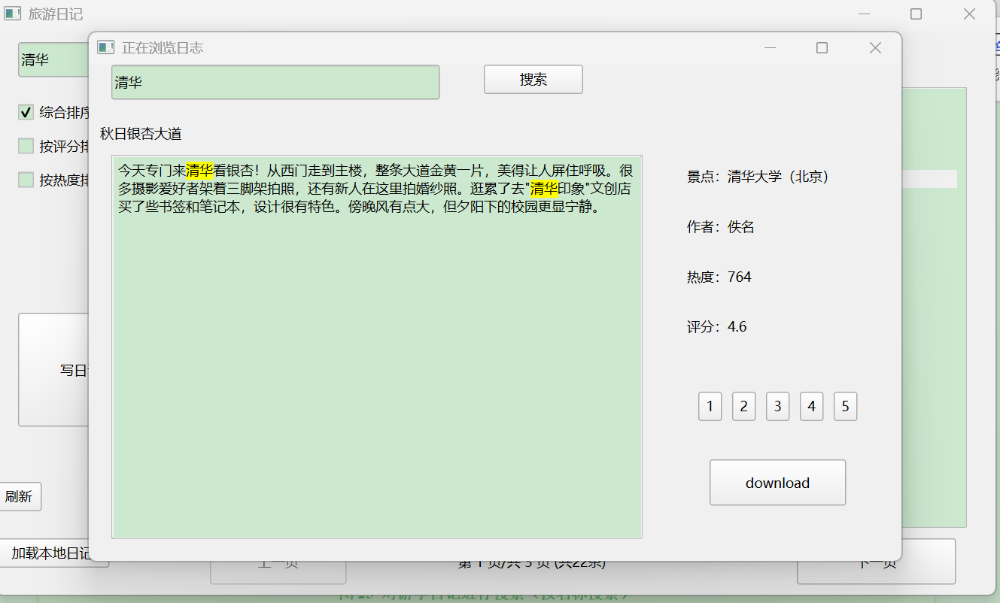 旅游日记
正在浏览日志
清华
清华
搜索
综合排序
按评分排
按热度排
秋日银杏大道
今天专门来清华看银杏！从西门走到主楼，整条大道金黄一片，美得让人屏住呼吸。很
多摄影爱好者架着三脚架拍照，还有新人在这里拍婚纱照。逛累了去"清华印象"文创店
买了些书签和笔记本，设计很有特色。傍晚风有点大，但夕阳下的校园更显宁静。
景点：清华大学（北京）
作者：佚名
热度：764
评分：4.6
1 2 3 4 5
download
写日
刷新
加载本地日记
上一页
第 1 页/共 3 页 (共22条)
下一页